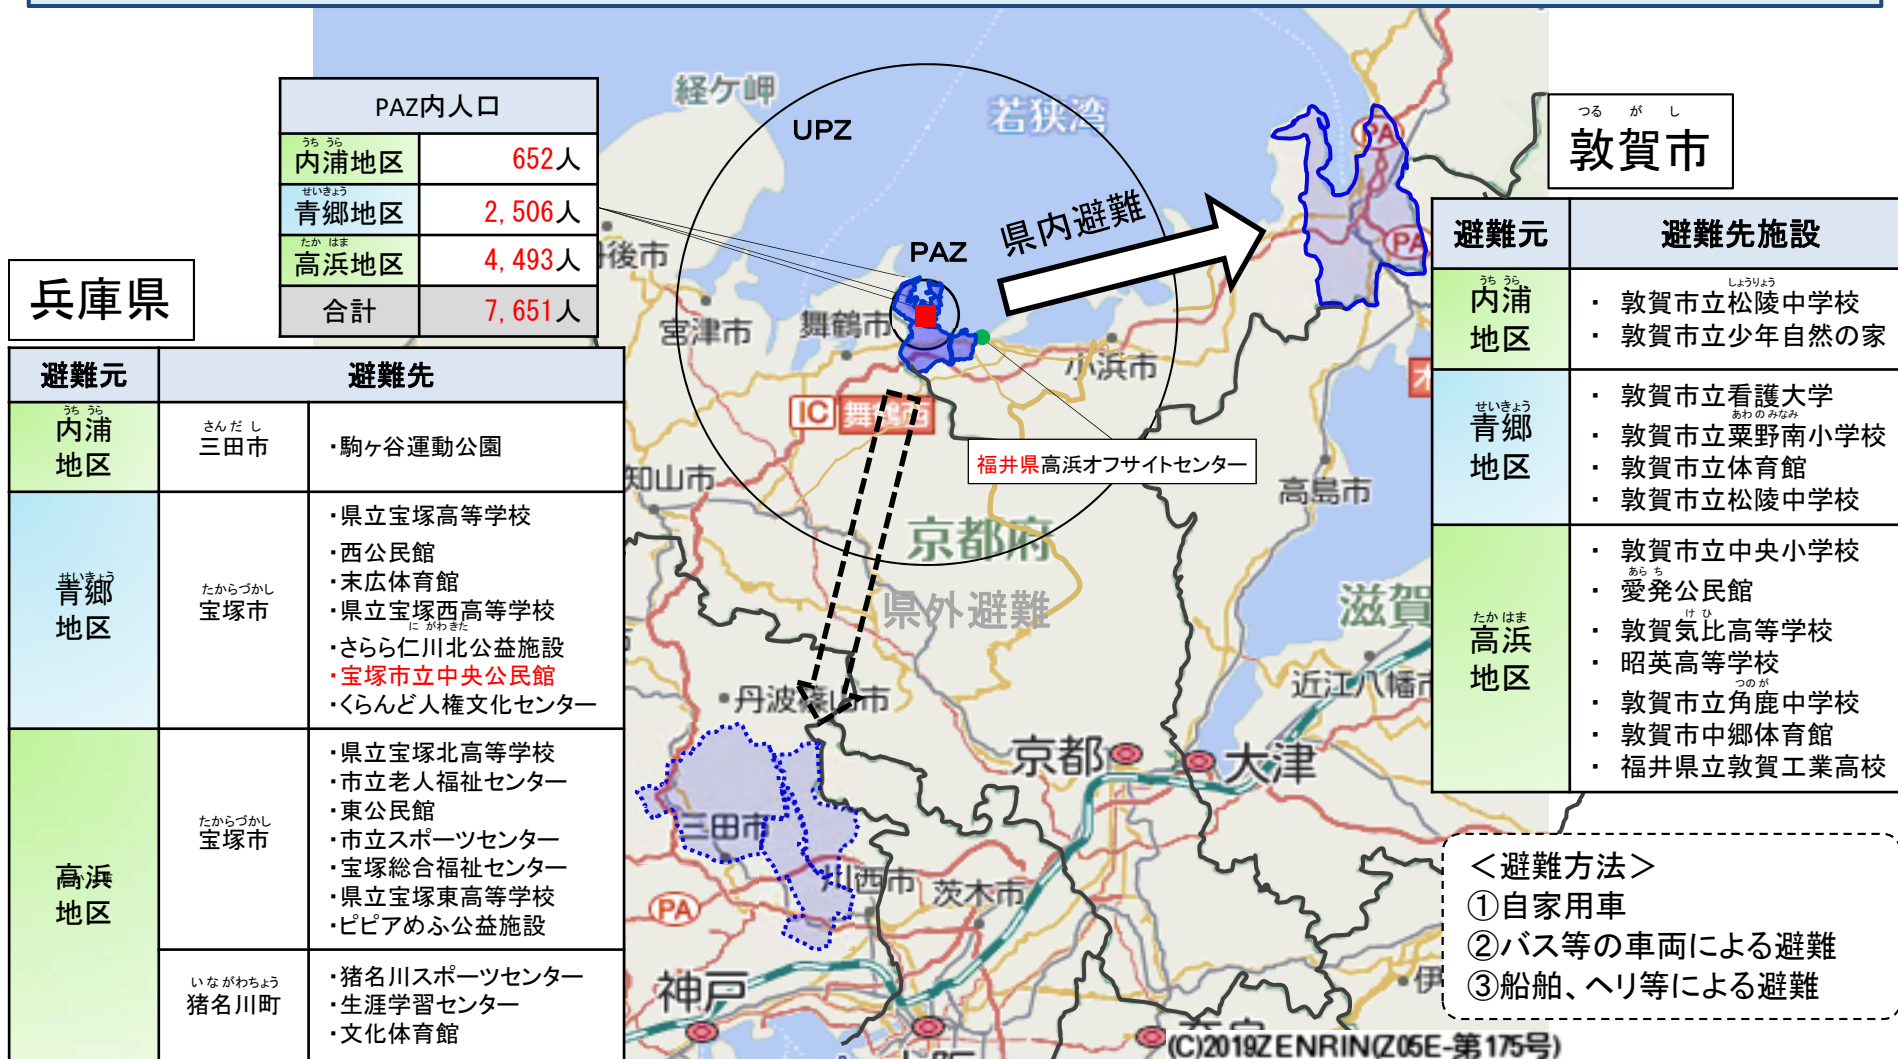 PAZ内人口
うち うら
内浦地区 652人
せいきょう
青郷地区 2,506人
たか はま
高浜地区 4,493人
合計 7,651人
兵庫県
避難元 避難先
うち うら
内浦
地区
さんだ し
三田市
・駒ヶ谷運動公園
せいきょう
青郷
地区
たからづかし
宝塚市
・県立宝塚高等学校
・西公民館
・末広体育館
・県立宝塚西高等学校
に がわきた
・さらら仁川北公益施設
・宝塚市立中央公民館
・くらんど人権文化センター
高浜
地区
たからづかし
宝塚市
・県立宝塚北高等学校
・市立老人福祉センター
・東公民館
・市立スポーツセンター
・宝塚総合福祉センター
・県立宝塚東高等学校
・ピピアめふ公益施設
いながわちょう
猪名川町
・猪名川スポーツセンター
・生涯学習センター
・文化体育館
経ケ岬
若狭湾
UPZ
PAZ
県内避難
後市
宮津市
舞鶴市
小浜市
IC 舞鶴西
福井県高浜オフサイトセンター
知山市
高島市
京都府
県外避難
滋賀
丹波篠山市
近江八幡市
京都
大津
三田市
川西市
茨木市
PA
PA
PA
神戸
伊
(C)2019ZENRIN(Z05E-第175号)
つる が し
敦賀市
避難元 避難先施設
うち うら
内浦
地区
しょうりょう
・ 敦賀市立松陵中学校
・ 敦賀市立少年自然の家
せいきょう
青郷
地区
・ 敦賀市立看護大学
あわのみなみ
・ 敦賀市立粟野南小学校
・ 敦賀市立体育館
・ 敦賀市立松陵中学校
たか はま
高浜
地区
・ 敦賀市立中央小学校
あら ち
・ 愛発公民館
け ひ
・ 敦賀気比高等学校
・ 昭英高等学校
つのが
・ 敦賀市立角鹿中学校
・ 敦賀市中郷体育館
・ 福井県立敦賀工業高校
＜避難方法＞
①自家用車
②バス等の車両による避難
③船舶、ヘリ等による避難